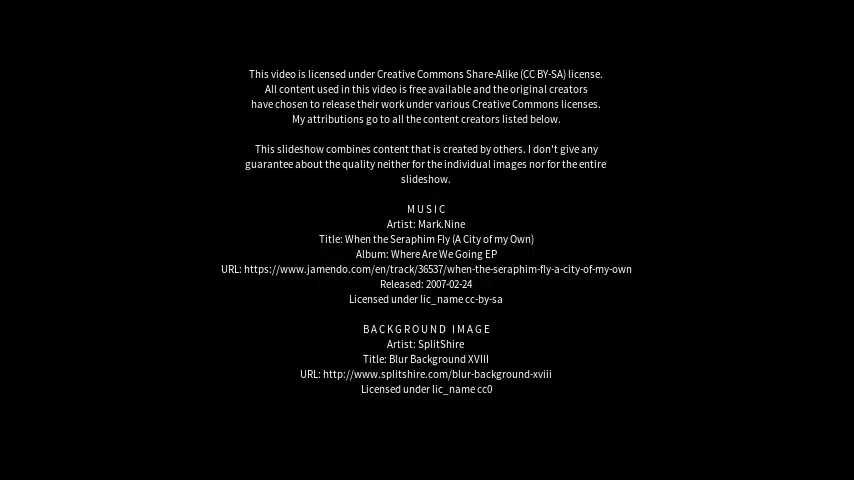 This video is licensed under Creative Commons Share-Alike (CC BY-SA) license.
All content used in this video is free available and the original creators
have chosen to release their work under various Creative Commons licenses.
My attributions go to all the content creators listed below.
This slideshow combines content that is created by others. I don't give any
guarantee about the quality neither for the individual images nor for the entire
slideshow.
MUSIC
Artist: Mark.Nine
Title: When the Seraphim Fly (A City of my Own)
Album: Where Are We Going EP
URL: https://www.jamendo.com/en/track/36537/when-the-seraphim-fly-a-city-of-my-own
Released: 2007-02-24
Licensed under lic_name cc-by-sa
BACKGROUND IMAGE
Artist: SplitShire
Title: Blur Background XVIII
URL: http://www.splitshire.com/blur-background-xviii
Licensed under lic_name cc0